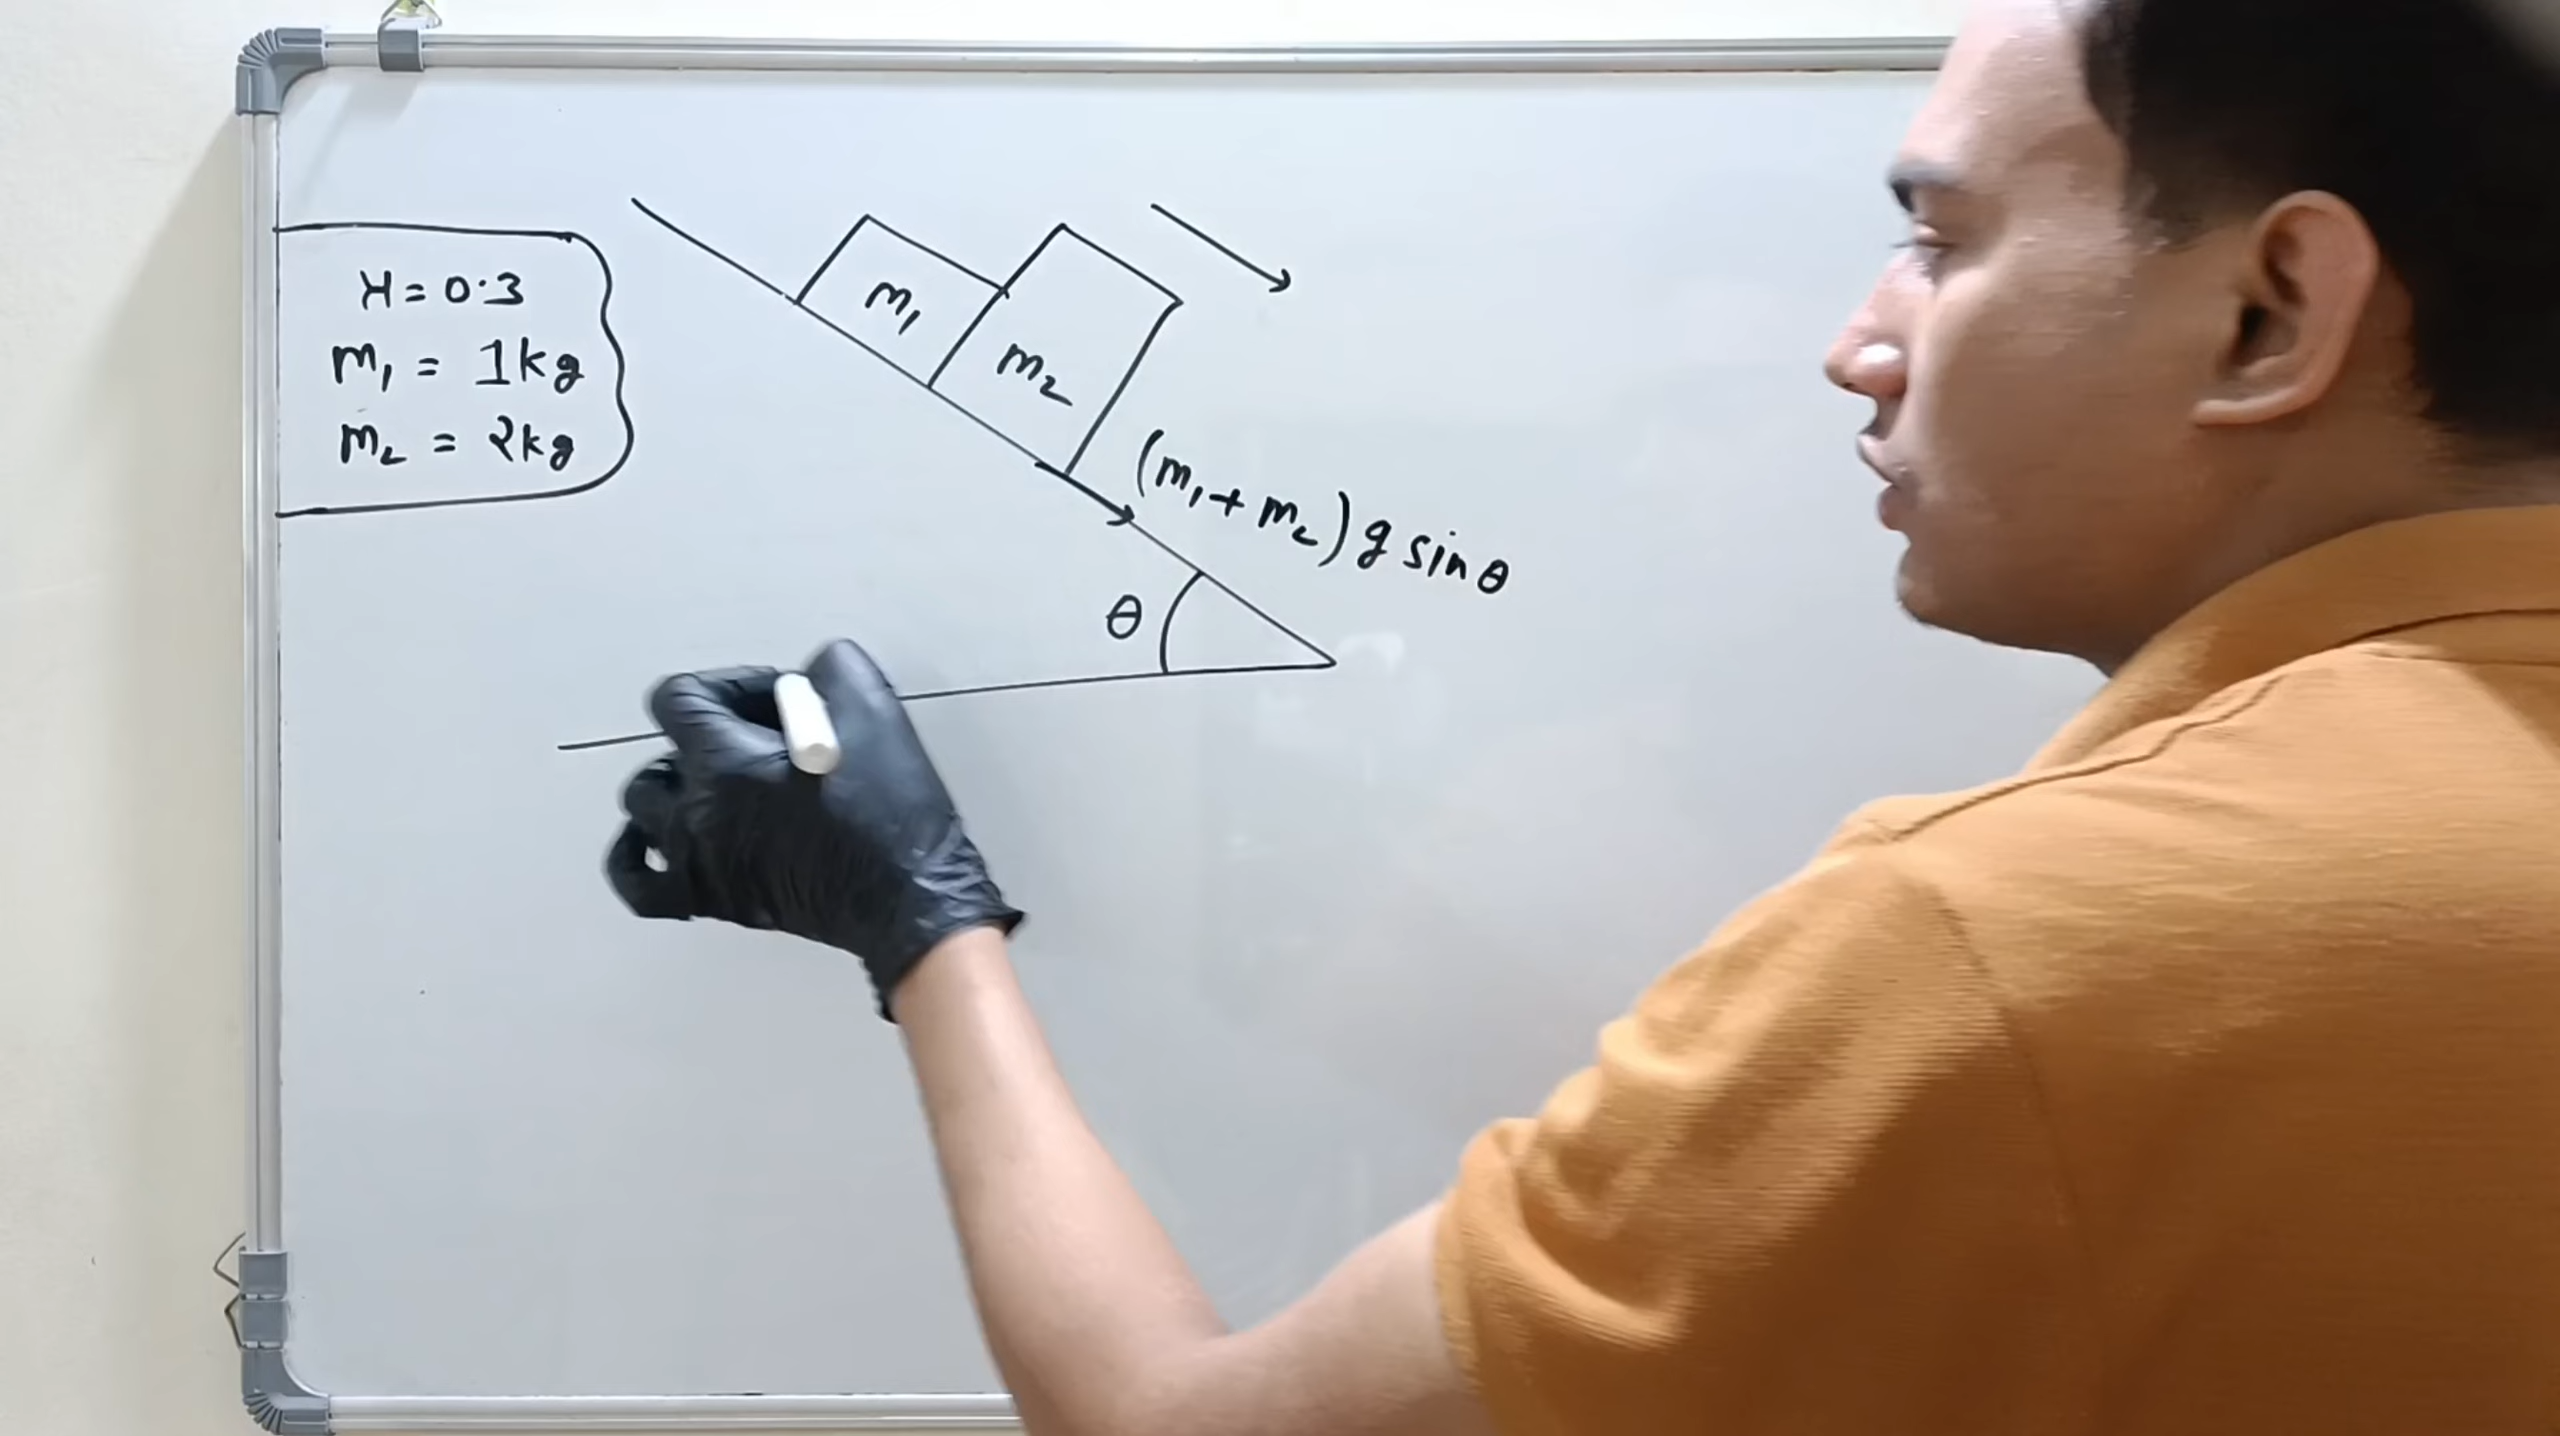 μ = 0.3
m₁ = 1kg
m₂ = 2kg
m₁
m₂
(m₁ + m₂) g sin θ
θ